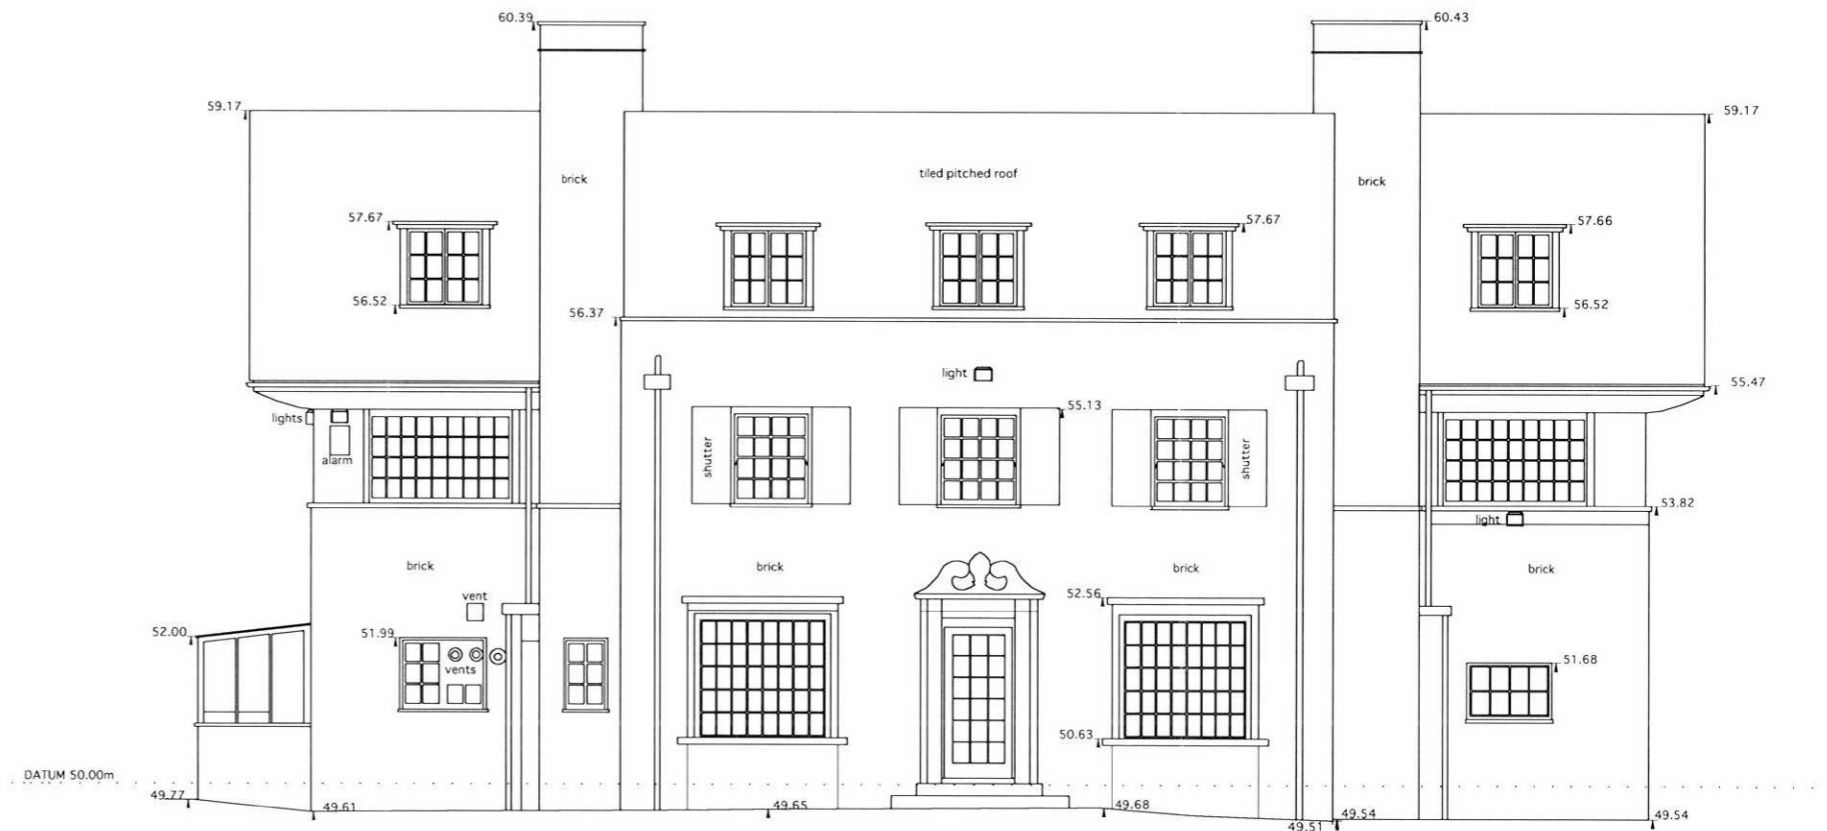 60.39
60.43
59.17
59.17
brick
tiled pitched roof
brick
57.67
57.67
57.66
56.52
56.52
56.37
light
55.47
lights
alarm
55.13
shutter
shutter
53.82
light
brick
brick
brick
brick
vent
52.56
52.00
51.99
vents
51.68
50.63
DATUM 50.00m
49.77
49.61
49.65
49.68
49.51
49.54
49.54